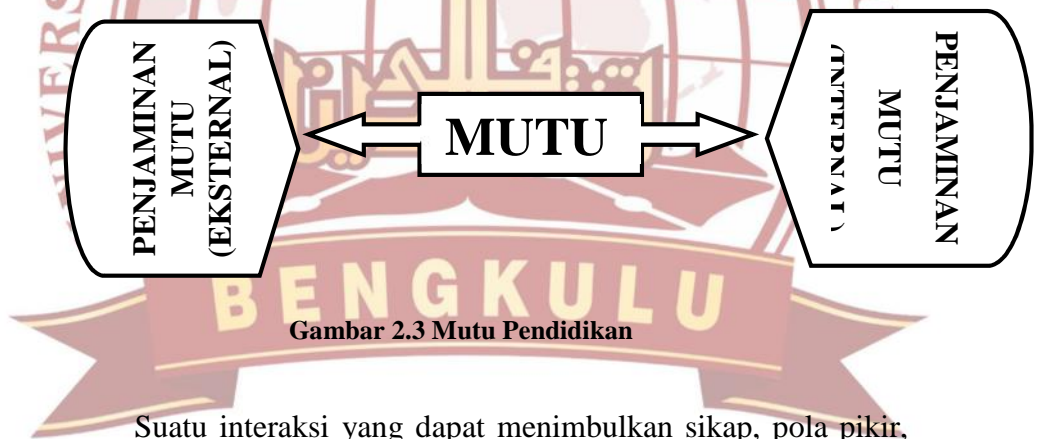 PENJAMINAN
MUTU
(EKSTERNAL)
MUTU
PENJAMINAN
MUTU
(INTERNAL)
BENGKULU
Gambar 2.3 Mutu Pendidikan
Suatu interaksi yang dapat menimbulkan sikap, pola pikir,